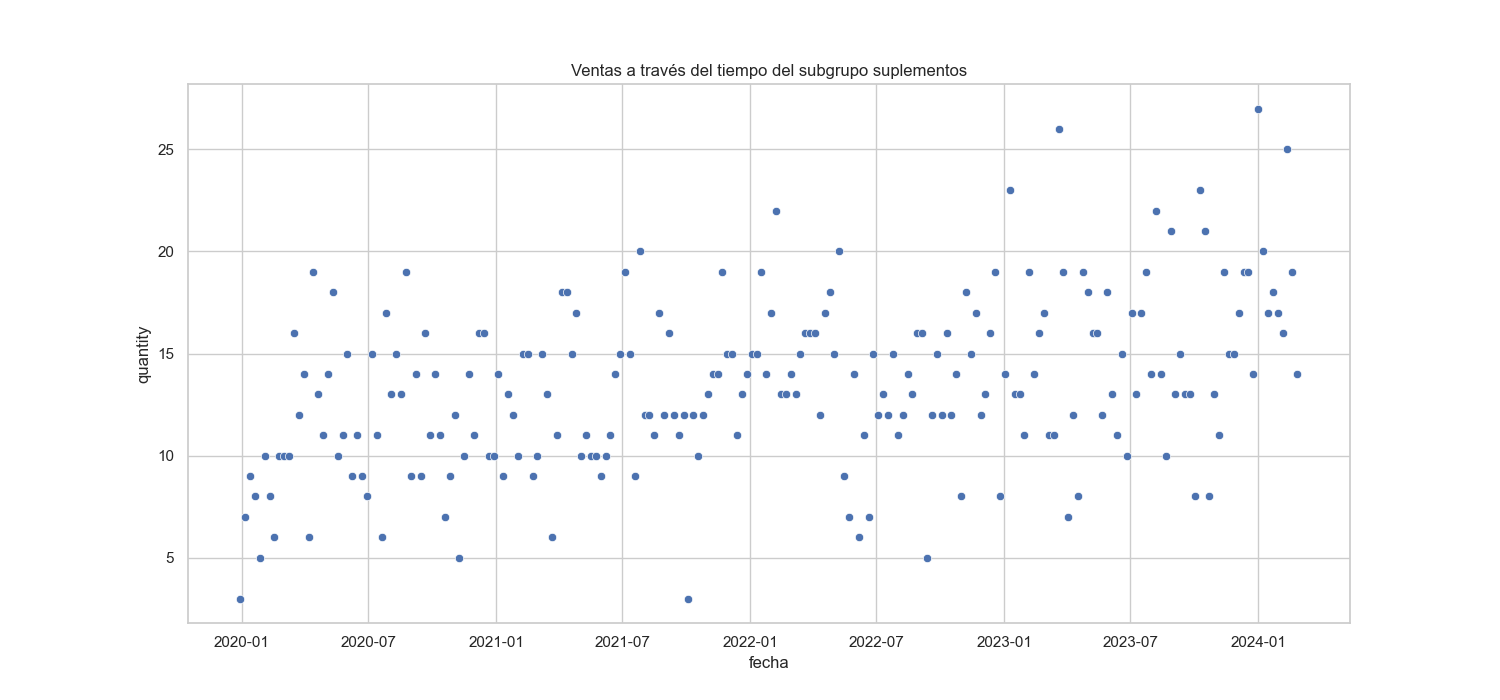 Ventas a través del tiempo del subgrupo suplementos
quantity
25
20
15
10
5
2020-01 2020-07 2021-01 2021-07 2022-01 2022-07 2023-01 2023-07 2024-01
fecha